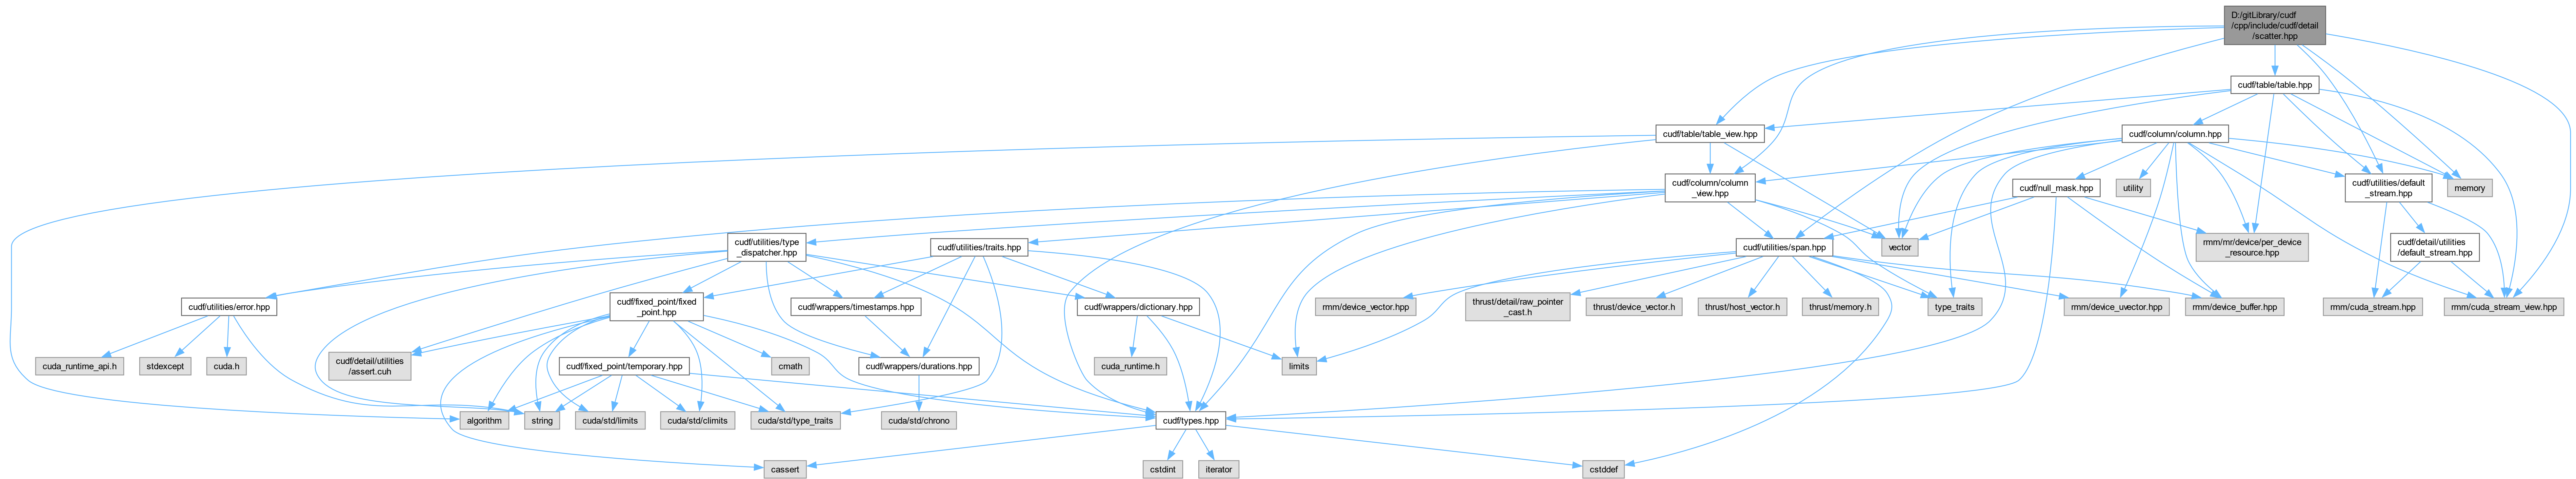 D:/gitLibrary/cudf
/cpp/include/cudf/detail
/scatter.hpp
cudf/table/table.hpp
cudf/table/table_view.hpp
cudf/column/column.hpp
cudf/column/column
_view.hpp
cudf/null_mask.hpp
utility
cudf/utilities/default
_stream.hpp
memory
cudf/utilities/type
_dispatcher.hpp
cudf/utilities/traits.hpp
cudf/utilities/span.hpp
vector
rmm/mr/device/per_device
_resource.hpp
cudf/detail/utilities
/default_stream.hpp
cudf/utilities/error.hpp
cudf/fixed_point/fixed
_point.hpp
cudf/wrappers/timestamps.hpp
cudf/wrappers/dictionary.hpp
rmm/device_vector.hpp
thrust/detail/raw_pointer
_cast.h
thrust/device_vector.h
thrust/host_vector.h
thrust/memory.h
type_traits
rmm/device_uvector.hpp
rmm/device_buffer.hpp
rmm/cuda_stream.hpp
rmm/cuda_stream_view.hpp
cuda_runtime_api.h
stdexcept
cuda.h
cudf/detail/utilities
/assert.cuh
cudf/fixed_point/temporary.hpp
cmath
cudf/wrappers/durations.hpp
cuda_runtime.h
limits
algorithm
string
cuda/std/limits
cuda/std/climits
cuda/std/type_traits
cuda/std/chrono
cudf/types.hpp
cassert
cstdint
iterator
cstddef